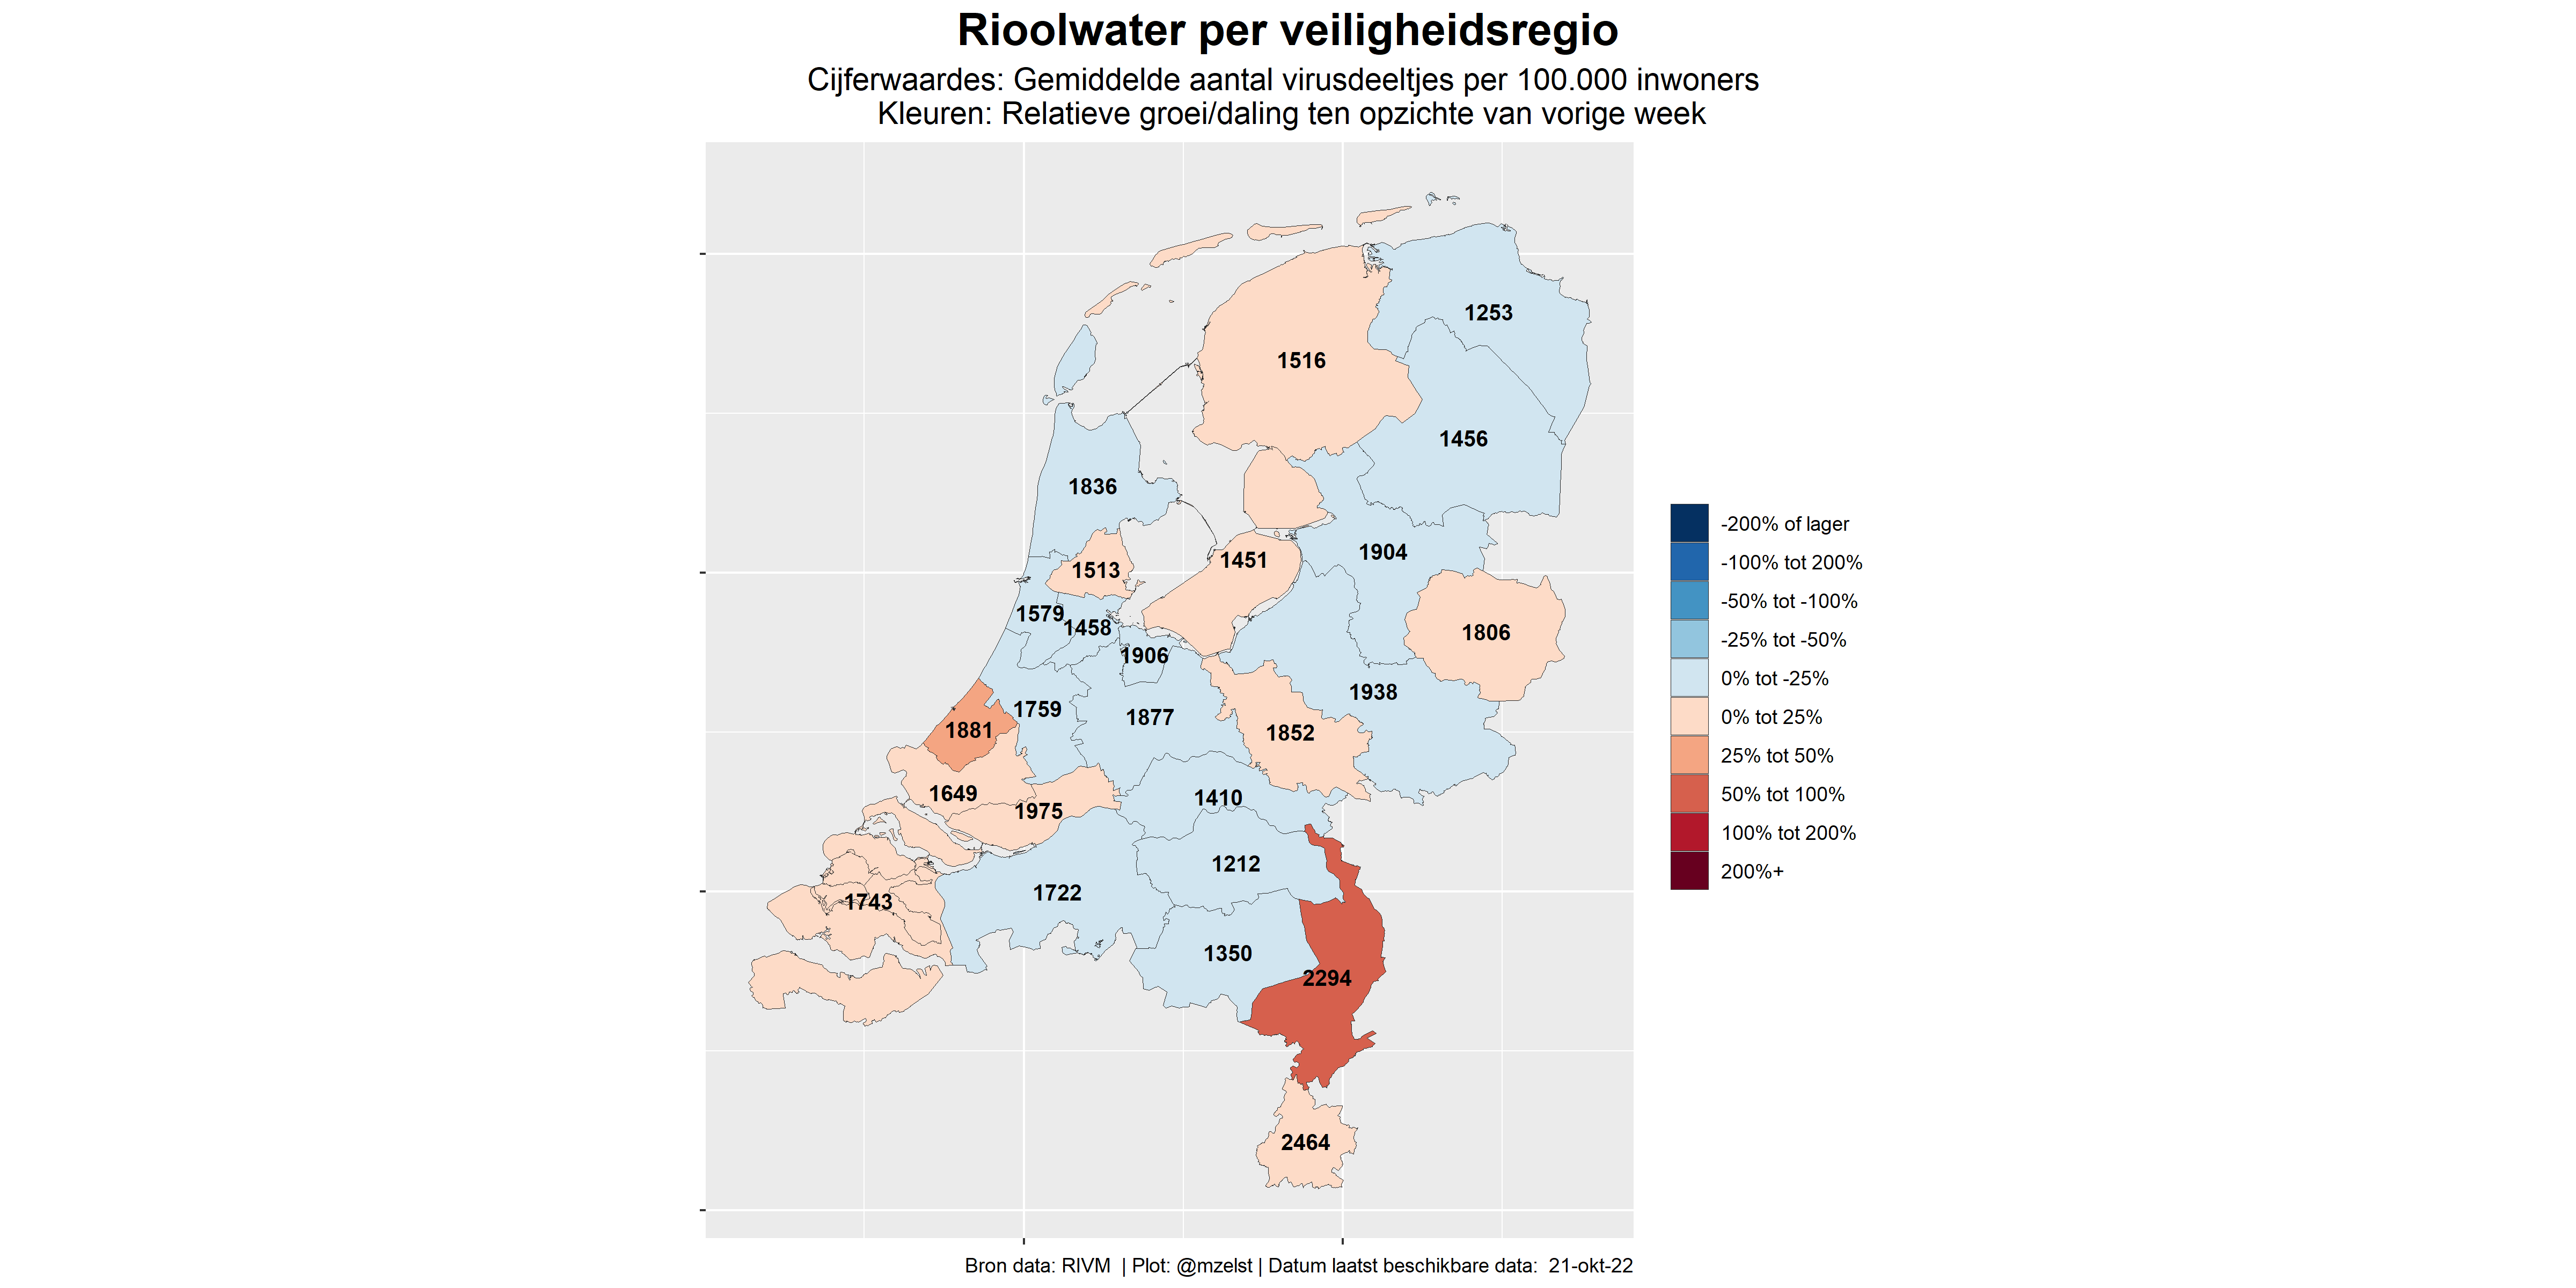 Rioolwater per veiligheidsregio
Cijferwaardes: Gemiddelde aantal virusdeeltjes per 100.000 inwoners
Kleuren: Relatieve groei/daling ten opzichte van vorige week
1253
1516
1456
1836
1904
1451
1513
1579
1458
1806
1906
1938
1759
1877
1881
1852
1649
1410
1975
1212
1722
1743
1350
2294
2464
-200% of lager
-100% tot 200%
-50% tot -100%
-25% tot -50%
0% tot -25%
0% tot 25%
25% tot 50%
50% tot 100%
100% tot 200%
200%+
Bron data: RIVM | Plot: @mzelst | Datum laatst beschikbare data: 21-okt-22